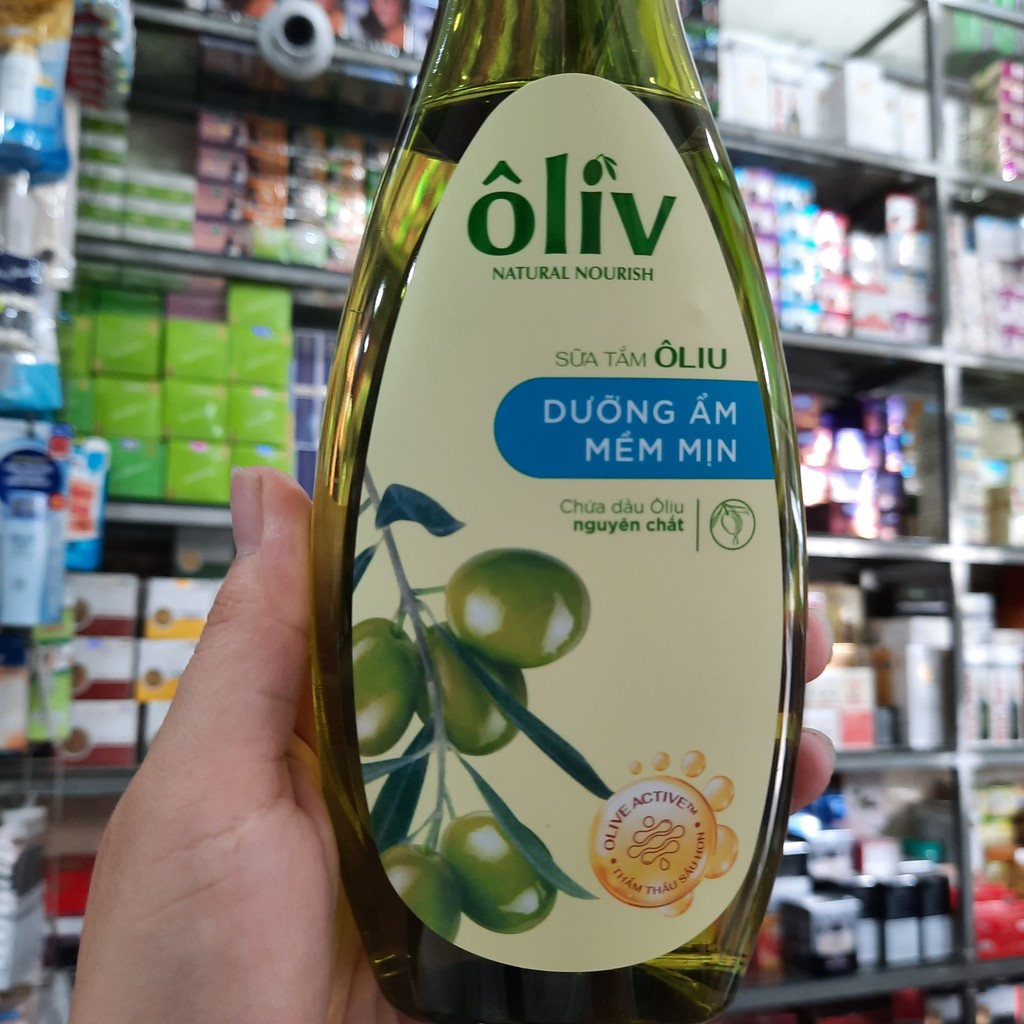 ôliv
NATURAL NOURISH
SỮA TẮM ÔLIU
DƯỠNG ẨM
MỀM MỊN
Chứa dầu Ôliu
nguyên chất
OLIVE ACTIVE™
THẨM THẤU SÂU HƠN